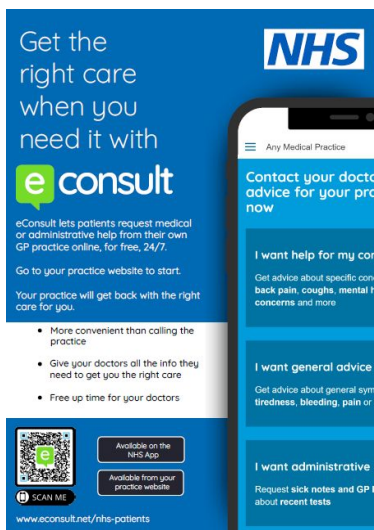 Get the
right care
when you
need it with
e consult
NHS
eConsult lets patients request medical
or administrative help from their own
GP practice online, for free, 24/7.
Go to your practice website to start.
Your practice will get back with the right
care for you.
• More convenient than calling the
practice
• Give your doctors all the info they
need to get you the right care
• Free up time for your doctors
e
SCAN ME
Available on the
NHS App
Available from your
practice website
www.econsult.net/nhs-patients
Any Medical Practice
Contact your docto
advice for your pro
now
I want help for my con
Get advice about specific con
back pain, coughs, mental h
concerns and more
I want general advice
Get advice about general sym
tiredness, bleeding, pain or
I want administrative
Request sick notes and GP l
about recent tests